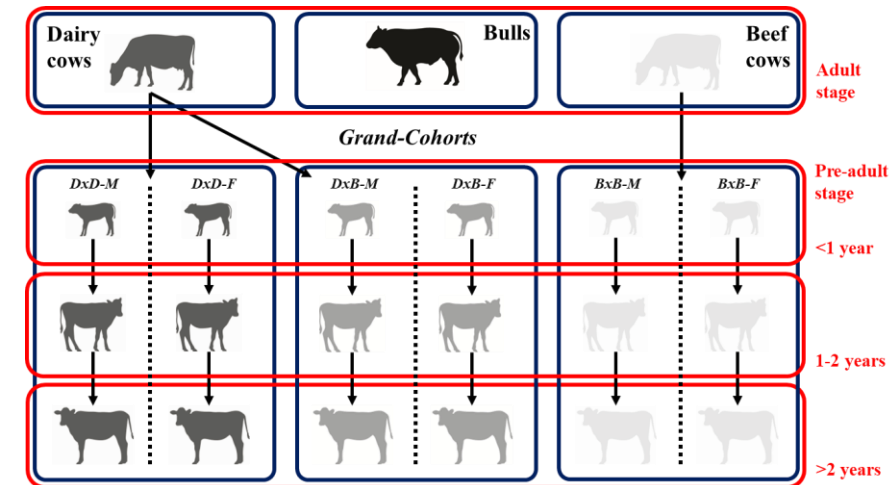 Dairy
cows
Bulls
Beef
cows
Adult
stage
Grand-Cohorts
Pre-adult
stage
DxD-M
DxD-F
DxB-M
DxB-F
BxB-M
BxB-F
<1 year
1-2 years
>2 years